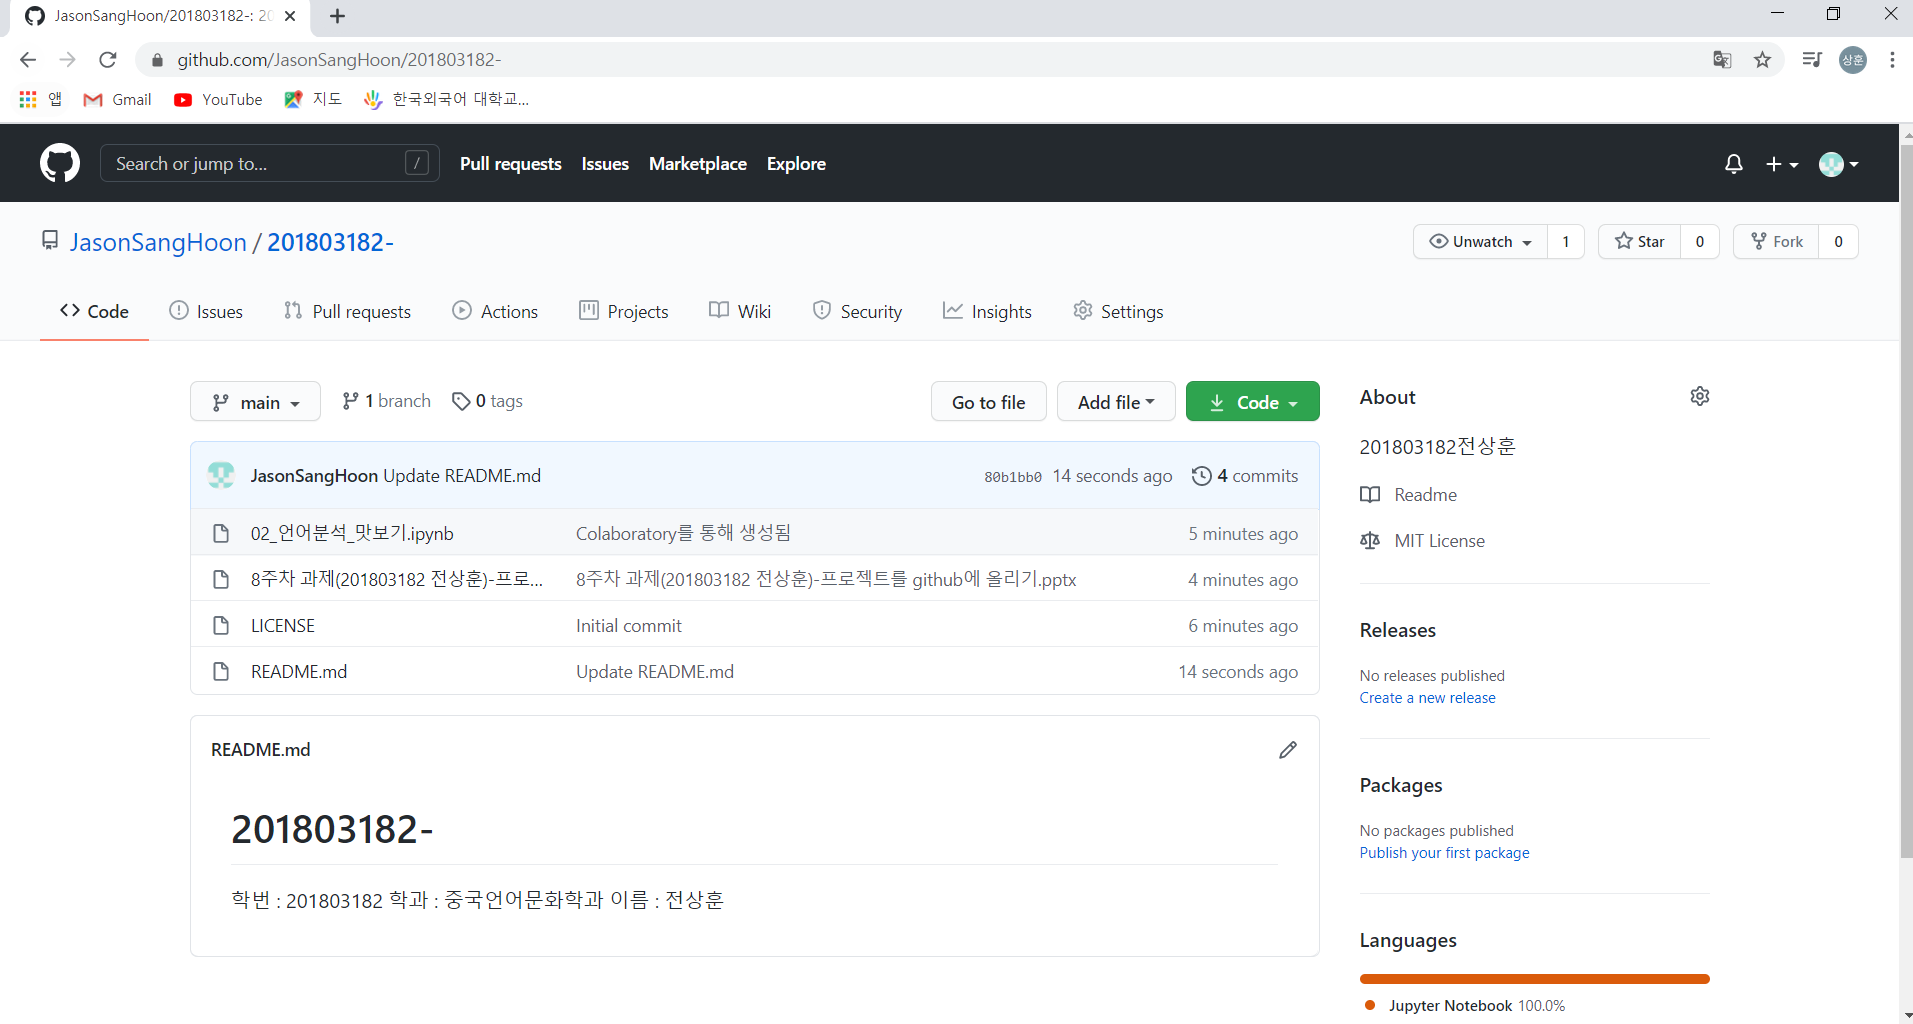 JasonSangHoon/201803182-: 20
github.com/JasonSangHoon/201803182-
상훈
앱 Gmail YouTube 지도 한국외국어 대학교...
Search or jump to... / Pull requests Issues Marketplace Explore
JasonSangHoon / 201803182-
Unwatch 1 Star 0 Fork 0
Code Issues Pull requests Actions Projects Wiki Security Insights Settings
main 1 branch 0 tags Go to file Add file Code
JasonSangHoon Update README.md 80b1bb0 14 seconds ago 4 commits
02_언어분석_맛보기.ipynb Colaboratory를 통해 생성됨 5 minutes ago
8주차 과제(201803182 전상훈)-프로... 8주차 과제(201803182 전상훈)-프로젝트를 github에 올리기.pptx 4 minutes ago
LICENSE Initial commit 6 minutes ago
README.md Update README.md 14 seconds ago
README.md
201803182-
학번 : 201803182 학과 : 중국언어문화학과 이름 : 전상훈
About
201803182전상훈
Readme
MIT License
Releases
No releases published
Create a new release
Packages
No packages published
Publish your first package
Languages
Jupyter Notebook 100.0%